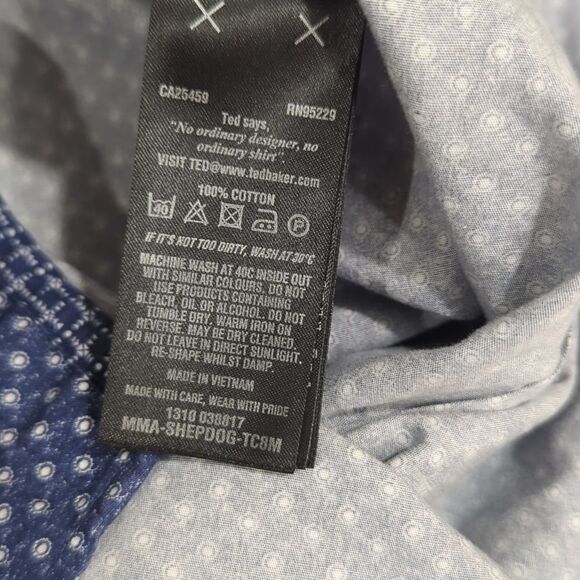 CA25459 RN95229
Ted says,
"No ordinary designer, no
ordinary shirt".
VISIT TED@www.tedbaker.com
100% COTTON
40 P
IF IT'S NOT TOO DIRTY, WASH AT 30°C
MACHINE WASH AT 40C INSIDE OUT
WITH SIMILAR COLOURS. DO NOT
USE PRODUCTS CONTAINING
BLEACH, OIL OR ALCOHOL. DO NOT
TUMBLE DRY. WARM IRON ON
REVERSE. MAY BE DRY CLEANED.
DO NOT LEAVE IN DIRECT SUNLIGHT.
RE-SHAPE WHILST DAMP.
MADE IN VIETNAM
MADE WITH CARE, WEAR WITH PRIDE
1310 038817
MMA-SHEPDOG-TC8M